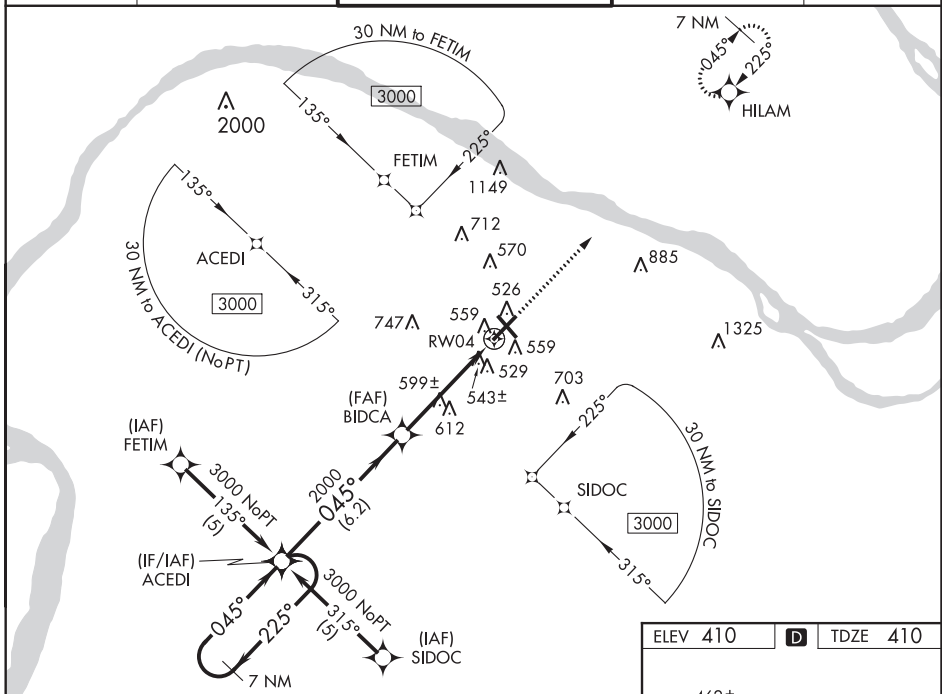 30 NM to FETIM
7 NM
045°
225°
HILAM
3000
2000
135°
FETIM
225°
1149
135°
712
ACEDI
570
885
315°
3000
526
30 NM to ACEDI (NoPT)
747
559
1325
RW04
559
529
599±
543±
703
(FAF)
BIDCA
612
225°
30 NM to SIDOC
(IAF)
FETIM
3000 NoPT
135°
(5)
2000
045°
(6.2)
SIDOC
3000
(IF/IAF)
ACEDI
315°
3000 NoPT
315°
(5)
045°
225°
(IAF)
SIDOC
7 NM
ELEV 410 D TDZE 410